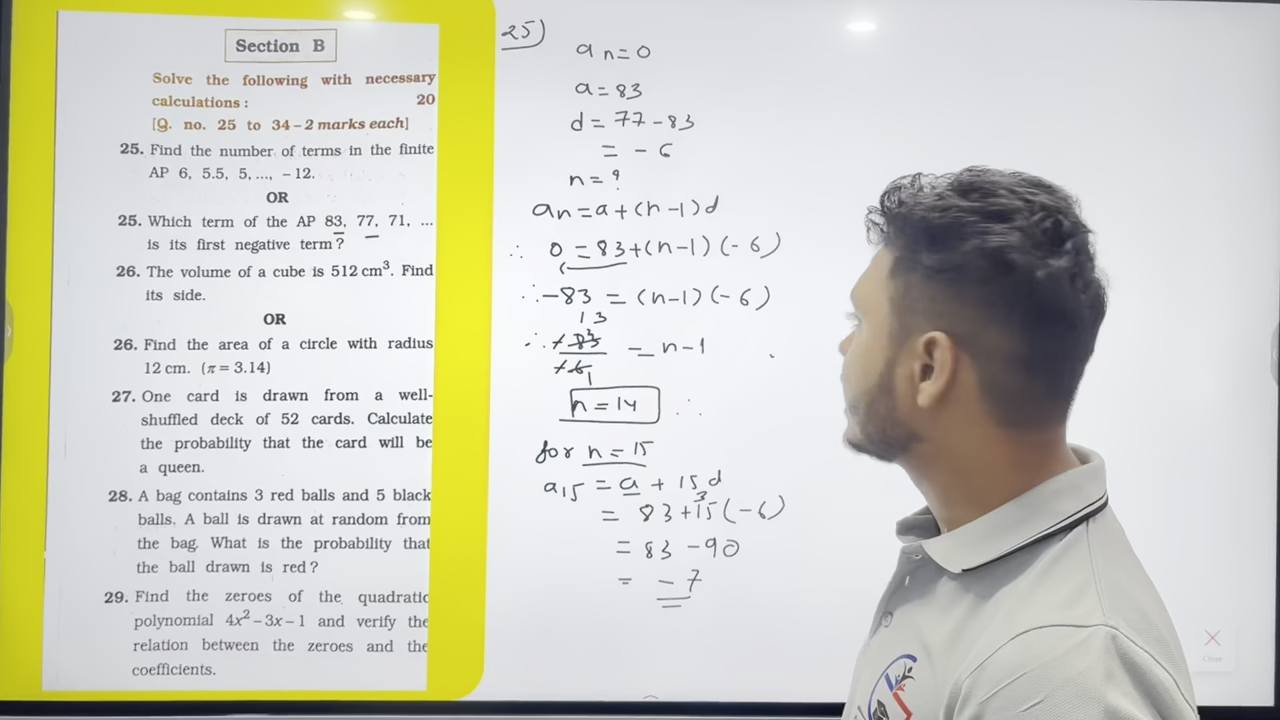 Section B
Solve the following with necessary
calculations : 20
[Q. no. 25 to 34 – 2 marks each]
25. Find the number of terms in the finite
AP 6, 5.5, 5, ..., – 12.
OR
25. Which term of the AP 83, 77, 71, ...
is its first negative term ?
26. The volume of a cube is 512 cm³. Find
its side.
OR
26. Find the area of a circle with radius
12 cm. (π = 3.14)
27. One card is drawn from a well-
shuffled deck of 52 cards. Calculate
the probability that the card will be
a queen.
28. A bag contains 3 red balls and 5 black
balls. A ball is drawn at random from
the bag. What is the probability that
the ball drawn is red ?
29. Find the zeroes of the quadratic
polynomial 4x² – 3x – 1 and verify the
relation between the zeroes and the
coefficients.
25)
an = 0
a = 83
d = 77 – 83
= – 6
n = ?
an = a + (n – 1) d
∴ 0 = 83 + (n – 1) (– 6)
∴ – 83 = (n – 1) (– 6)
13
∴ – 83 / – 6 = n – 1
1
n = 14 ∴
for n = 15
a15 = a + 15 d
= 83 + 15 (– 6)
= 83 – 90
= – 7
Close